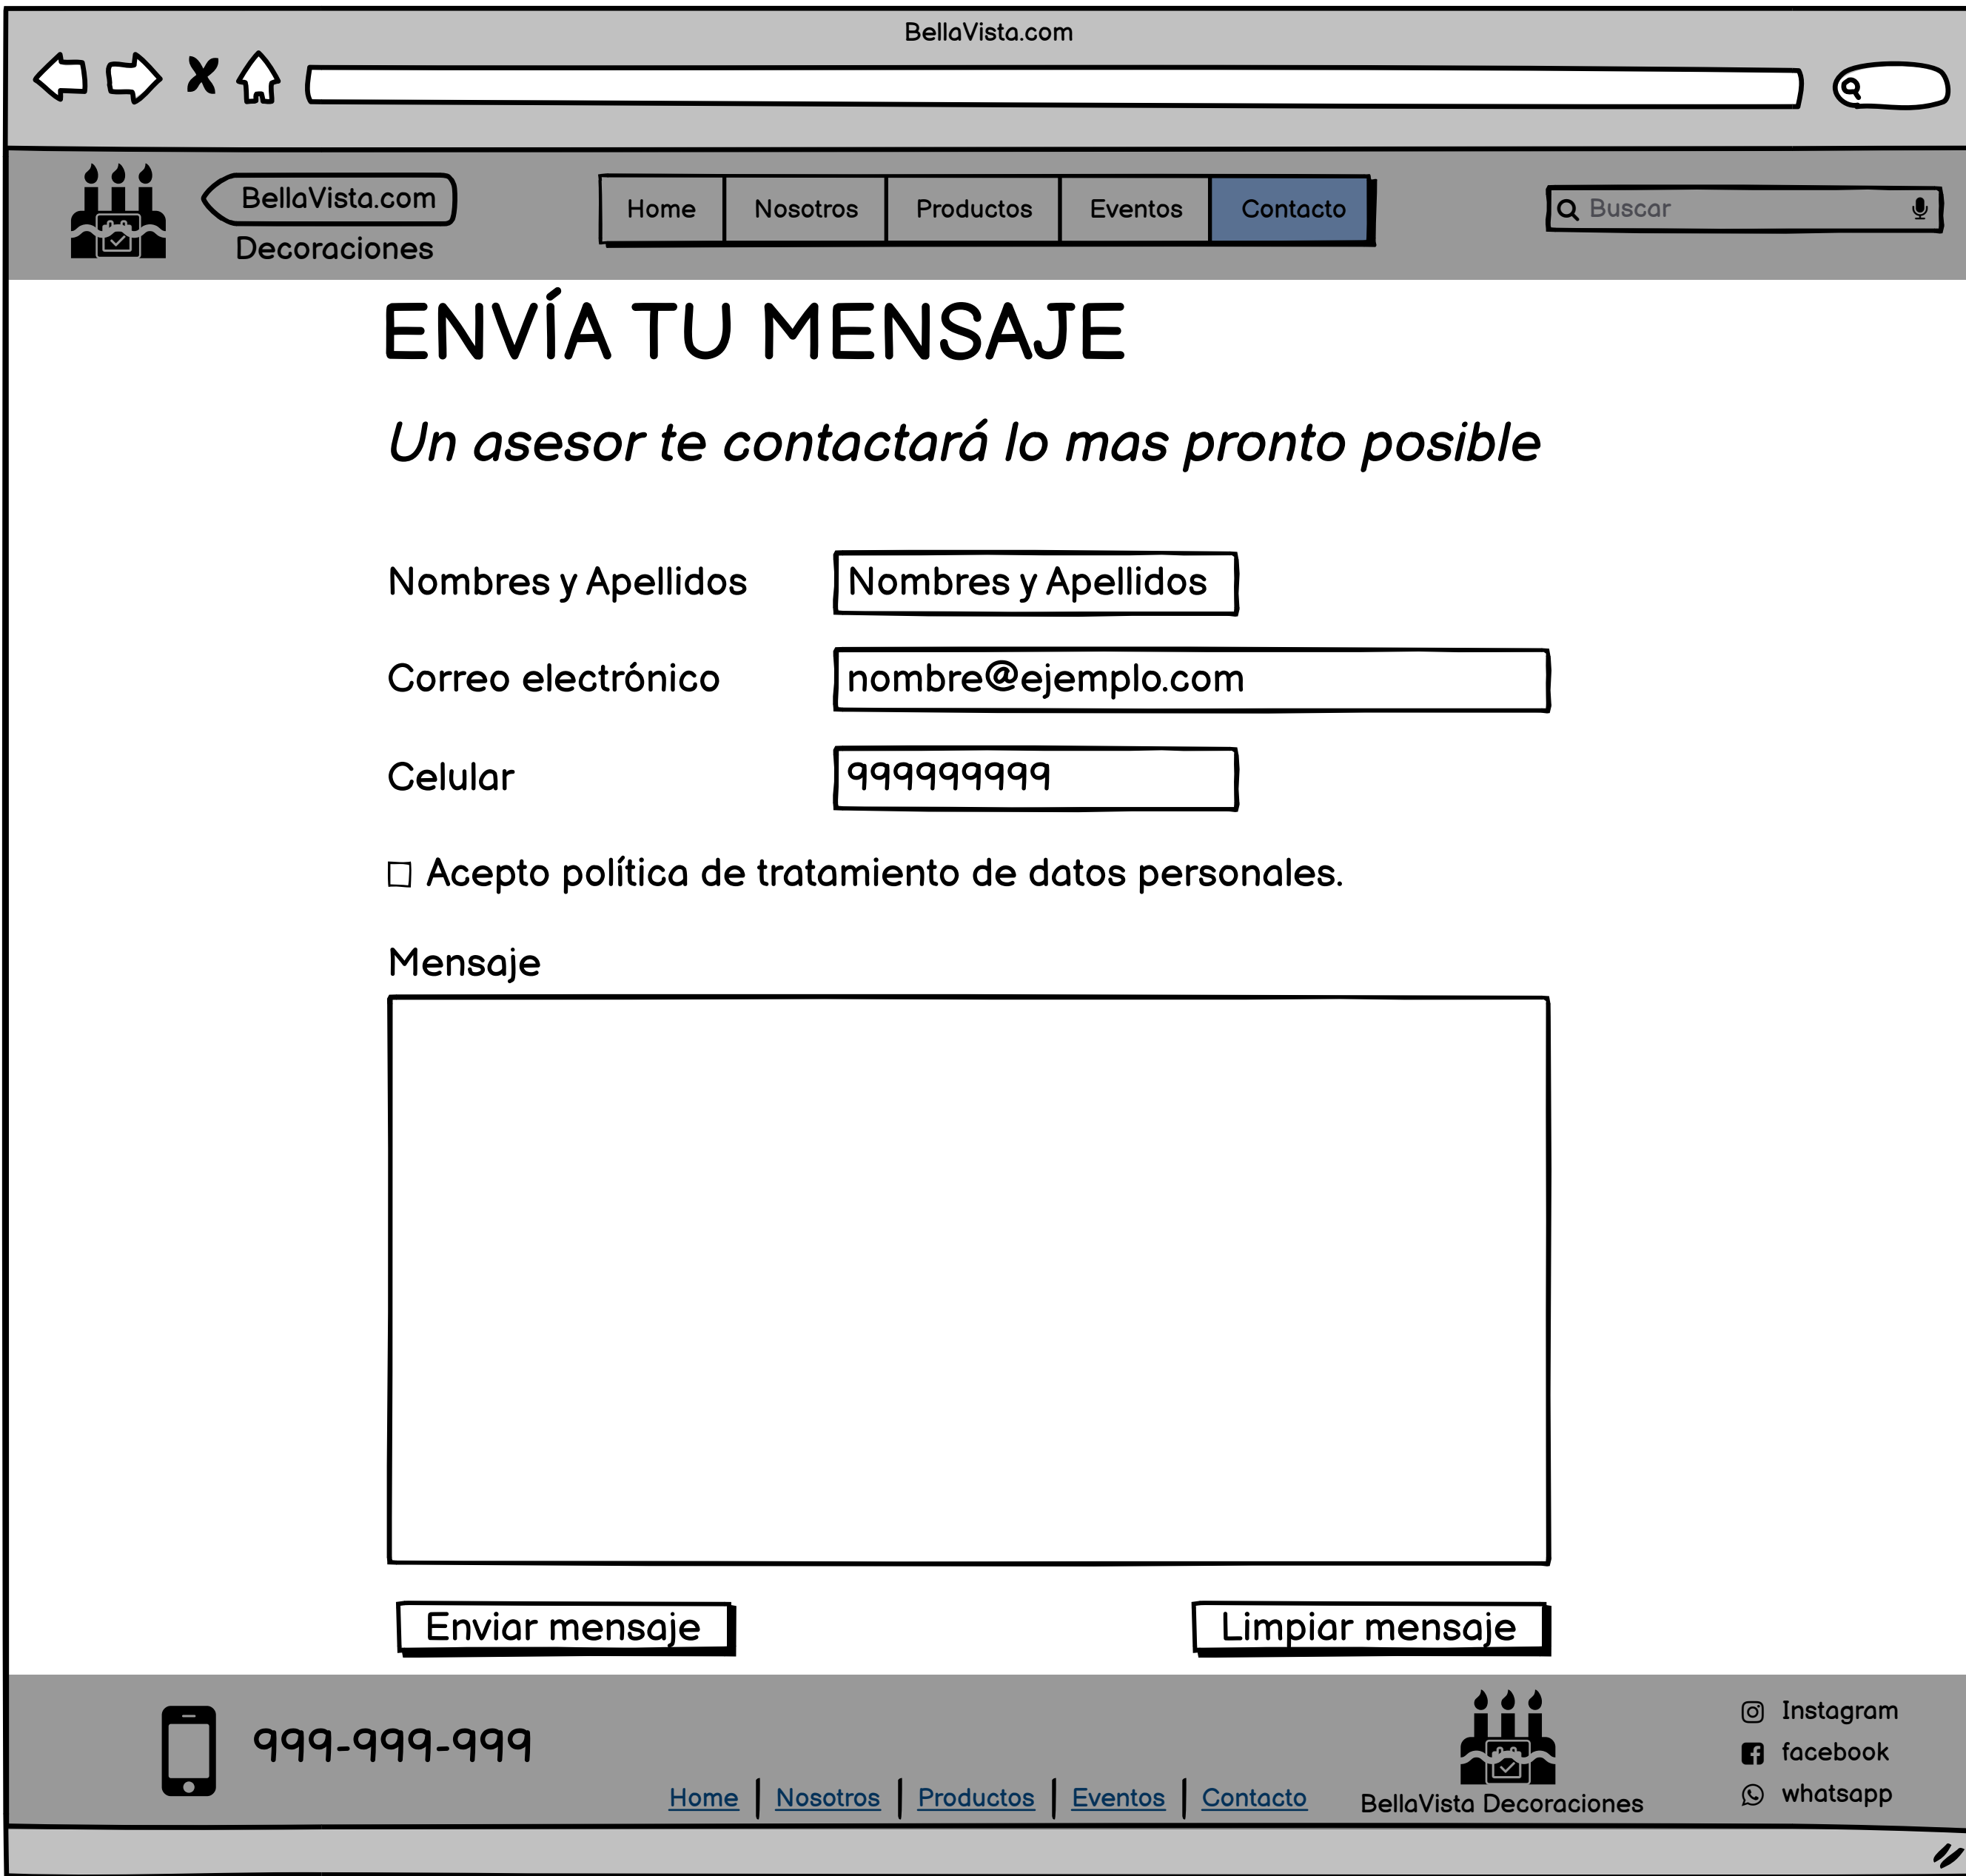 BellaVista.com
BellaVista.com
Decoraciones
Home Nosotros Productos Eventos Contacto
Buscar
ENVÍA TU MENSAJE
Un asesor te contactará lo mas pronto posible
Nombres y Apellidos Nombres y Apellidos
Correo electrónico nombre@ejemplo.com
Celular 999999999
Acepto política de tratamiento de datos personales.
Mensaje
Enviar mensaje Limpiar mensaje
999-999-999
Home Nosotros Productos Eventos Contacto
BellaVista Decoraciones
Instagram
facebook
whatsapp